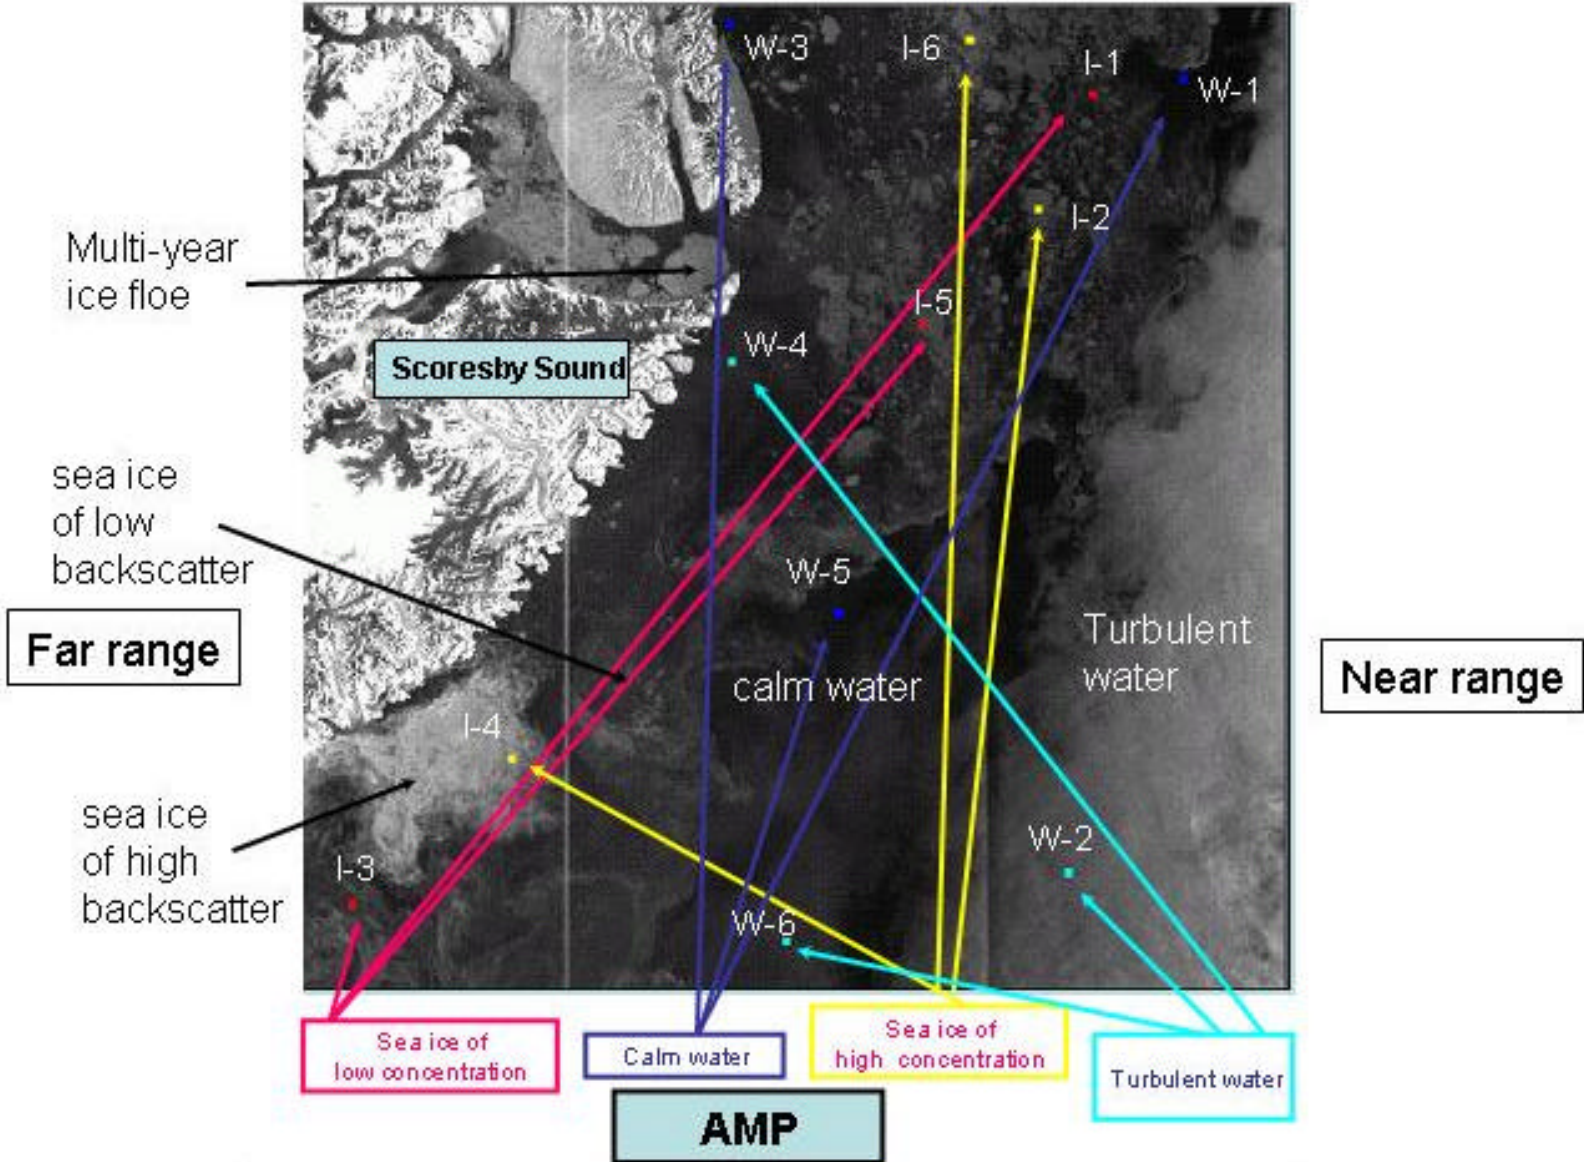 W-3
I-6
I-1
W-1
I-2
Multi-year
ice floe
I-5
W-4
Scoresby Sound
sea ice
of low
backscatter
W-5
Far range
Turbulent
water
Near range
calm water
I-4
sea ice
of high
backscatter
W-2
I-3
W-6
Sea ice of
low concentration
Calm water
Sea ice of
high concentration
Turbulent water
AMP